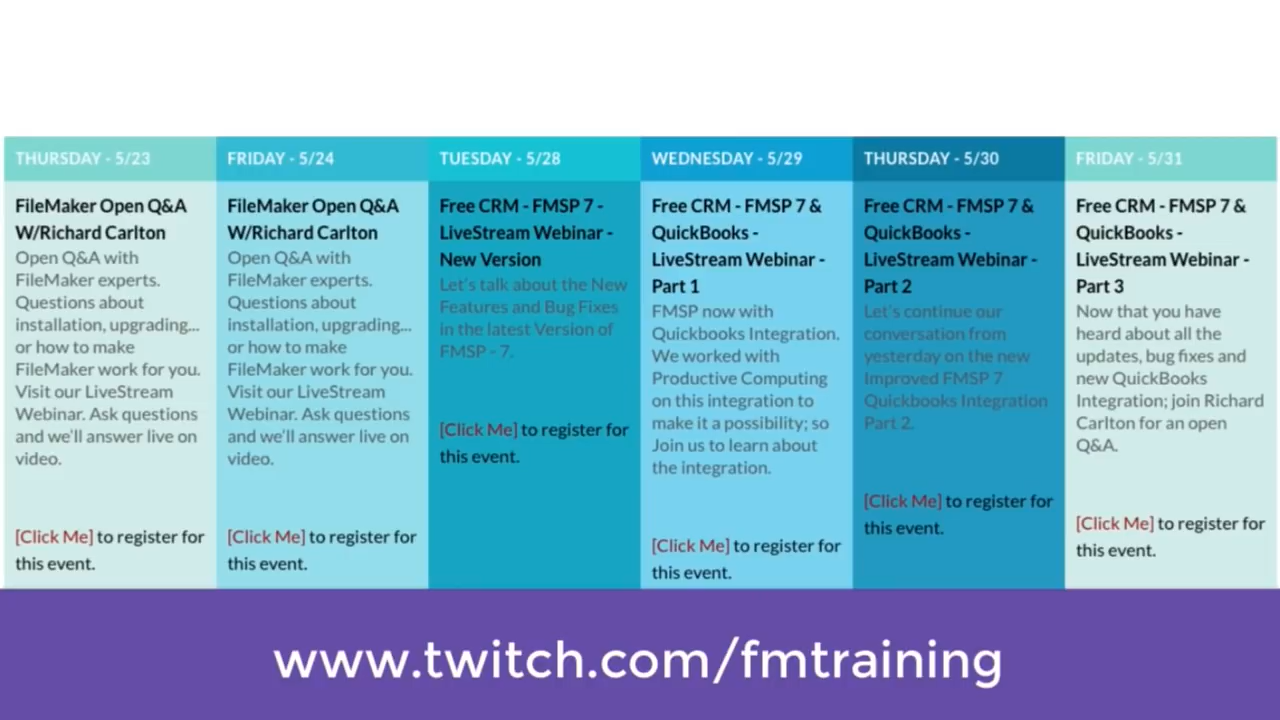 THURSDAY - 5/23
FileMaker Open Q&A
W/Richard Carlton
Open Q&A with
FileMaker experts.
Questions about
installation, upgrading...
or how to make
FileMaker work for you.
Visit our LiveStream
Webinar. Ask questions
and we'll answer live on
video.
[Click Me] to register for
this event.
FRIDAY - 5/24
FileMaker Open Q&A
W/Richard Carlton
Open Q&A with
FileMaker experts.
Questions about
installation, upgrading...
or how to make
FileMaker work for you.
Visit our LiveStream
Webinar. Ask questions
and we'll answer live on
video.
[Click Me] to register for
this event.
TUESDAY - 5/28
Free CRM - FMSP 7 -
LiveStream Webinar -
New Version
Let's talk about the New
Features and Bug Fixes
in the latest Version of
FMSP - 7.
[Click Me] to register for
this event.
WEDNESDAY - 5/29
Free CRM - FMSP 7 &
QuickBooks -
LiveStream Webinar -
Part 1
FMSP now with
Quickbooks Integration.
We worked with
Productive Computing
on this integration to
make it a possibility; so
Join us to learn about
the integration.
[Click Me] to register for
this event.
THURSDAY - 5/30
Free CRM - FMSP 7 &
QuickBooks -
LiveStream Webinar -
Part 2
Let's continue our
conversation from
yesterday on the new
Improved FMSP 7
Quickbooks Integration
Part 2.
[Click Me] to register for
this event.
FRIDAY - 5/31
Free CRM - FMSP 7 &
QuickBooks -
LiveStream Webinar -
Part 3
Now that you have
heard about all the
updates, bug fixes and
new QuickBooks
Integration; join Richard
Carlton for an open
Q&A.
[Click Me] to register for
this event.
www.twitch.com/fmtraining